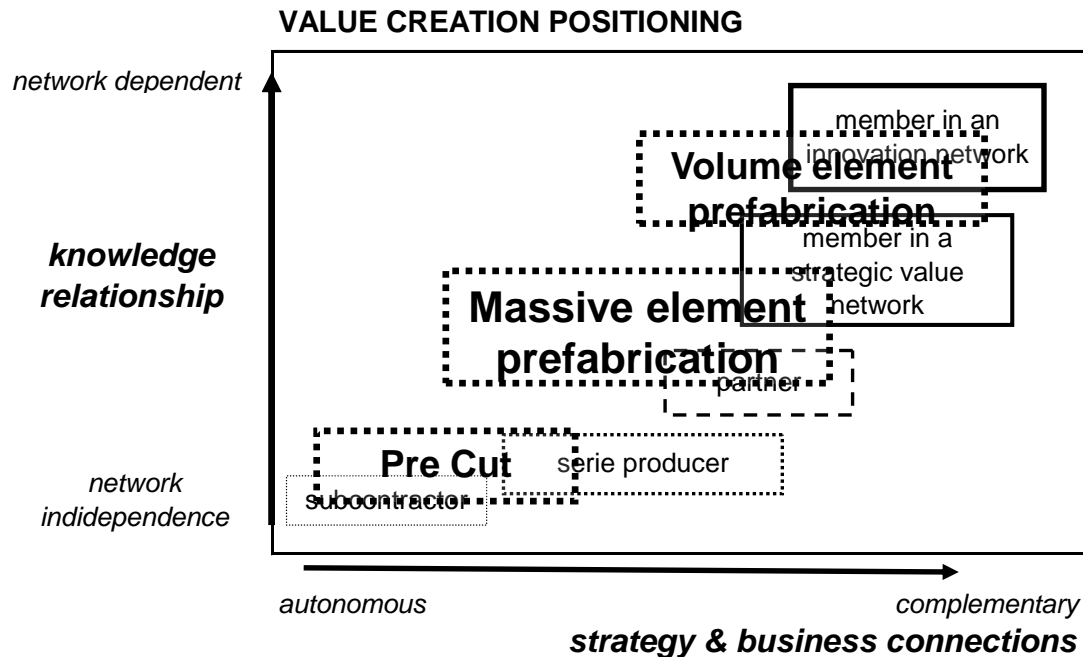 VALUE CREATION POSITIONING
network dependent
member in an
innovation network
Volume element
prefabrication
knowledge
relationship
member in a
strategic value
network
Massive element
prefabrication
partner
Pre Cut
serie producer
subcontractor
network
indidependence
autonomous
complementary
strategy & business connections